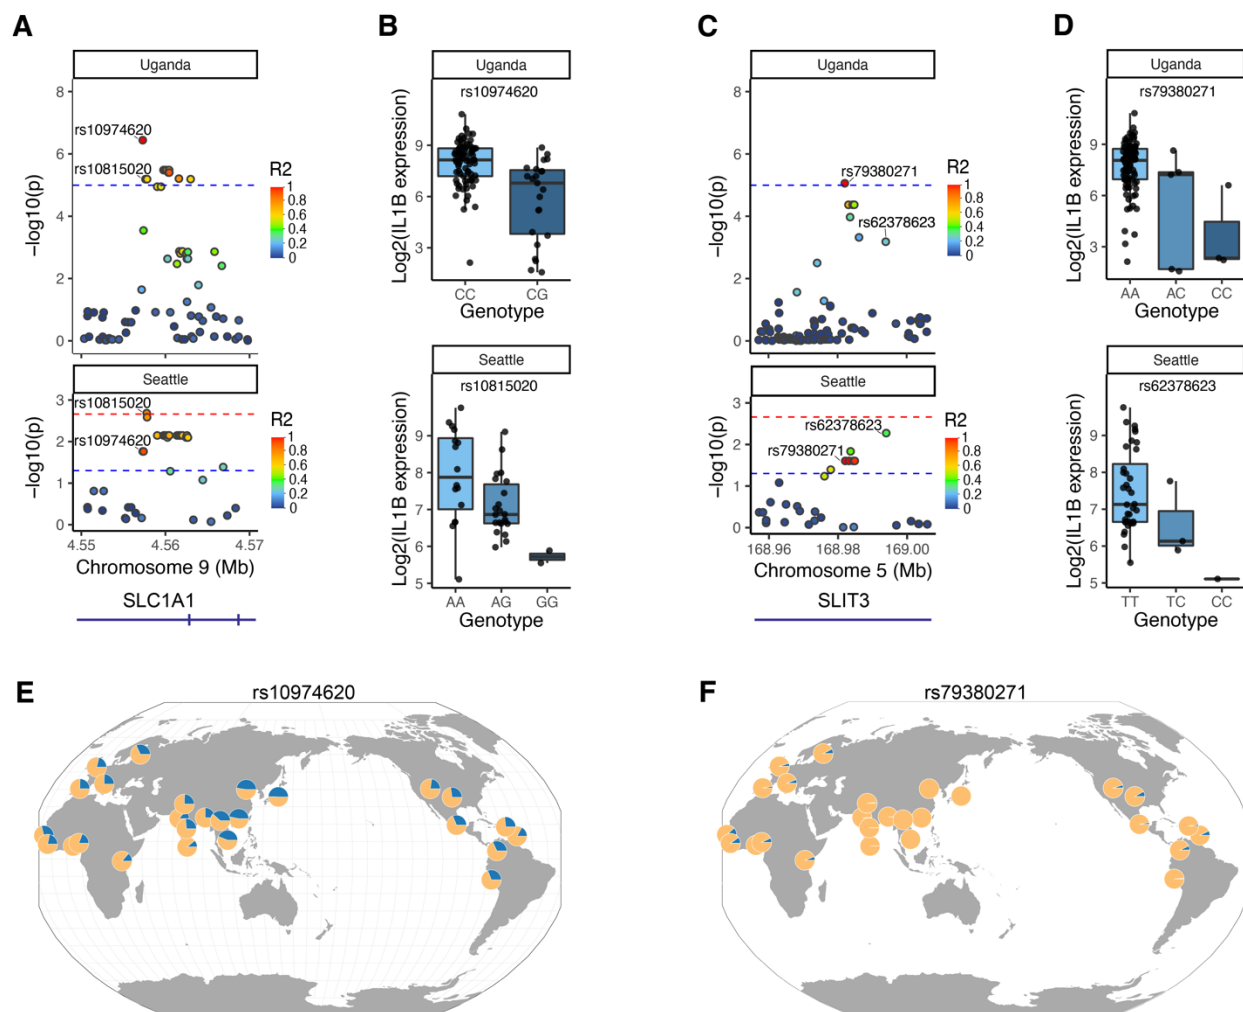 A
Uganda
8
6
4
2
0
−log10(p)
rs10974620
rs10815020
R2
1
0.8
0.6
0.4
0.2
0
Seattle
3
2
1
0
−log10(p)
rs10815020
rs10974620
R2
1
0.8
0.6
0.4
0.2
0
4.55 4.56 4.57
Chromosome 9 (Mb)
SLC1A1
B
Uganda
rs10974620
Log2(IL1B expression)
9
6
3
CC CG
Genotype
Seattle
rs10815020
Log2(IL1B expression)
9
8
7
6
5
AA AG GG
Genotype
C
Uganda
8
6
4
2
0
−log10(p)
rs79380271
rs62378623
R2
1
0.8
0.6
0.4
0.2
0
Seattle
3
2
1
0
−log10(p)
rs62378623
rs79380271
R2
1
0.8
0.6
0.4
0.2
0
168.96 168.98 169.00
Chromosome 5 (Mb)
SLIT3
D
Uganda
rs79380271
Log2(IL1B expression)
9
6
3
AA AC CC
Genotype
Seattle
rs62378623
Log2(IL1B expression)
9
8
7
6
5
TT TC CC
Genotype
E
rs10974620
F
rs79380271